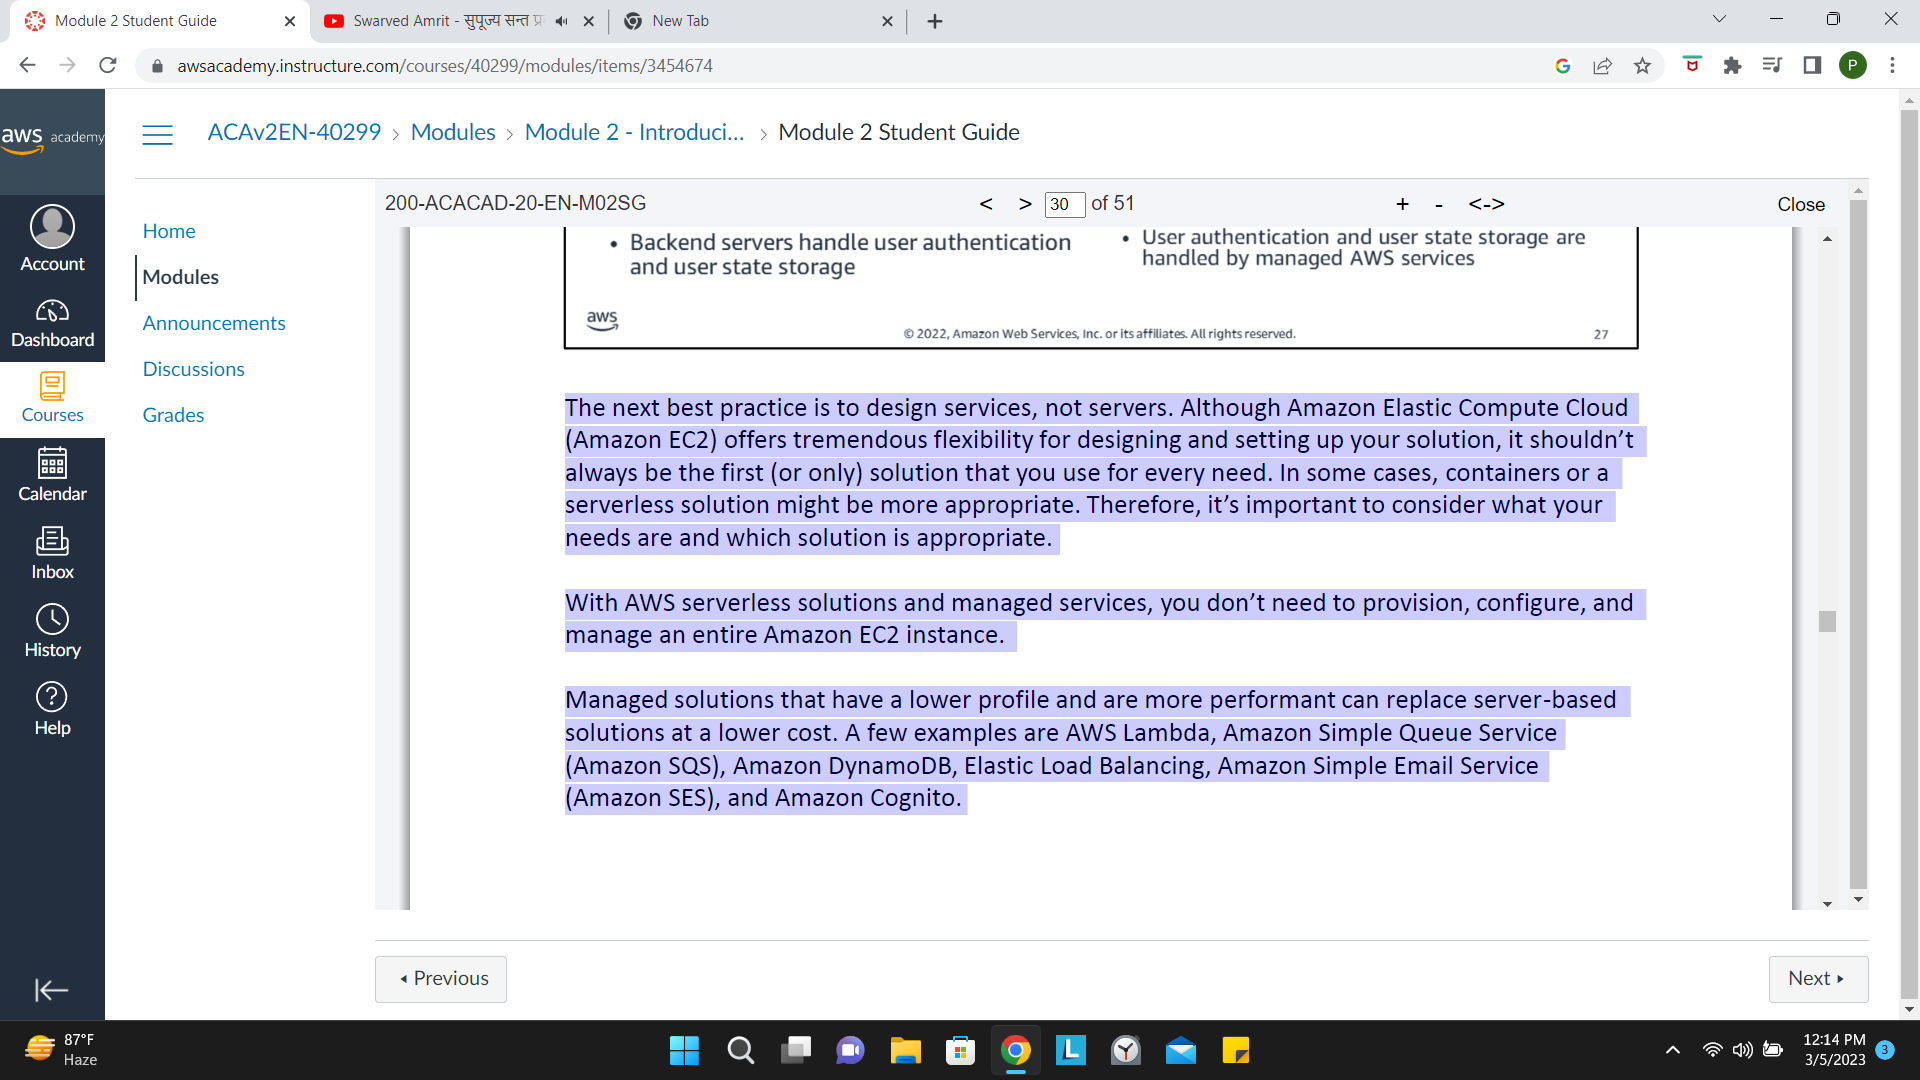 Module 2 Student Guide
Swarved Amrit - सुपूज्य सन्त प्र
New Tab
awsacademy.instructure.com/courses/40299/modules/items/3454674
P
aws academy
ACAv2EN-40299 > Modules > Module 2 - Introduci... > Module 2 Student Guide
Account
Dashboard
Courses
Calendar
Inbox
History
Help
Home
Modules
Announcements
Discussions
Grades
200-ACACAD-20-EN-M02SG
< > 30 of 51
+ - <->
Close
• Backend servers handle user authentication
and user state storage
• User authentication and user state storage are
handled by managed AWS services
aws
© 2022, Amazon Web Services, Inc. or its affiliates. All rights reserved.
27
The next best practice is to design services, not servers. Although Amazon Elastic Compute Cloud
(Amazon EC2) offers tremendous flexibility for designing and setting up your solution, it shouldn’t
always be the first (or only) solution that you use for every need. In some cases, containers or a
serverless solution might be more appropriate. Therefore, it’s important to consider what your
needs are and which solution is appropriate.
With AWS serverless solutions and managed services, you don’t need to provision, configure, and
manage an entire Amazon EC2 instance.
Managed solutions that have a lower profile and are more performant can replace server-based
solutions at a lower cost. A few examples are AWS Lambda, Amazon Simple Queue Service
(Amazon SQS), Amazon DynamoDB, Elastic Load Balancing, Amazon Simple Email Service
(Amazon SES), and Amazon Cognito.
Previous
Next
87°F
Haze
L
12:14 PM
3/5/2023
3